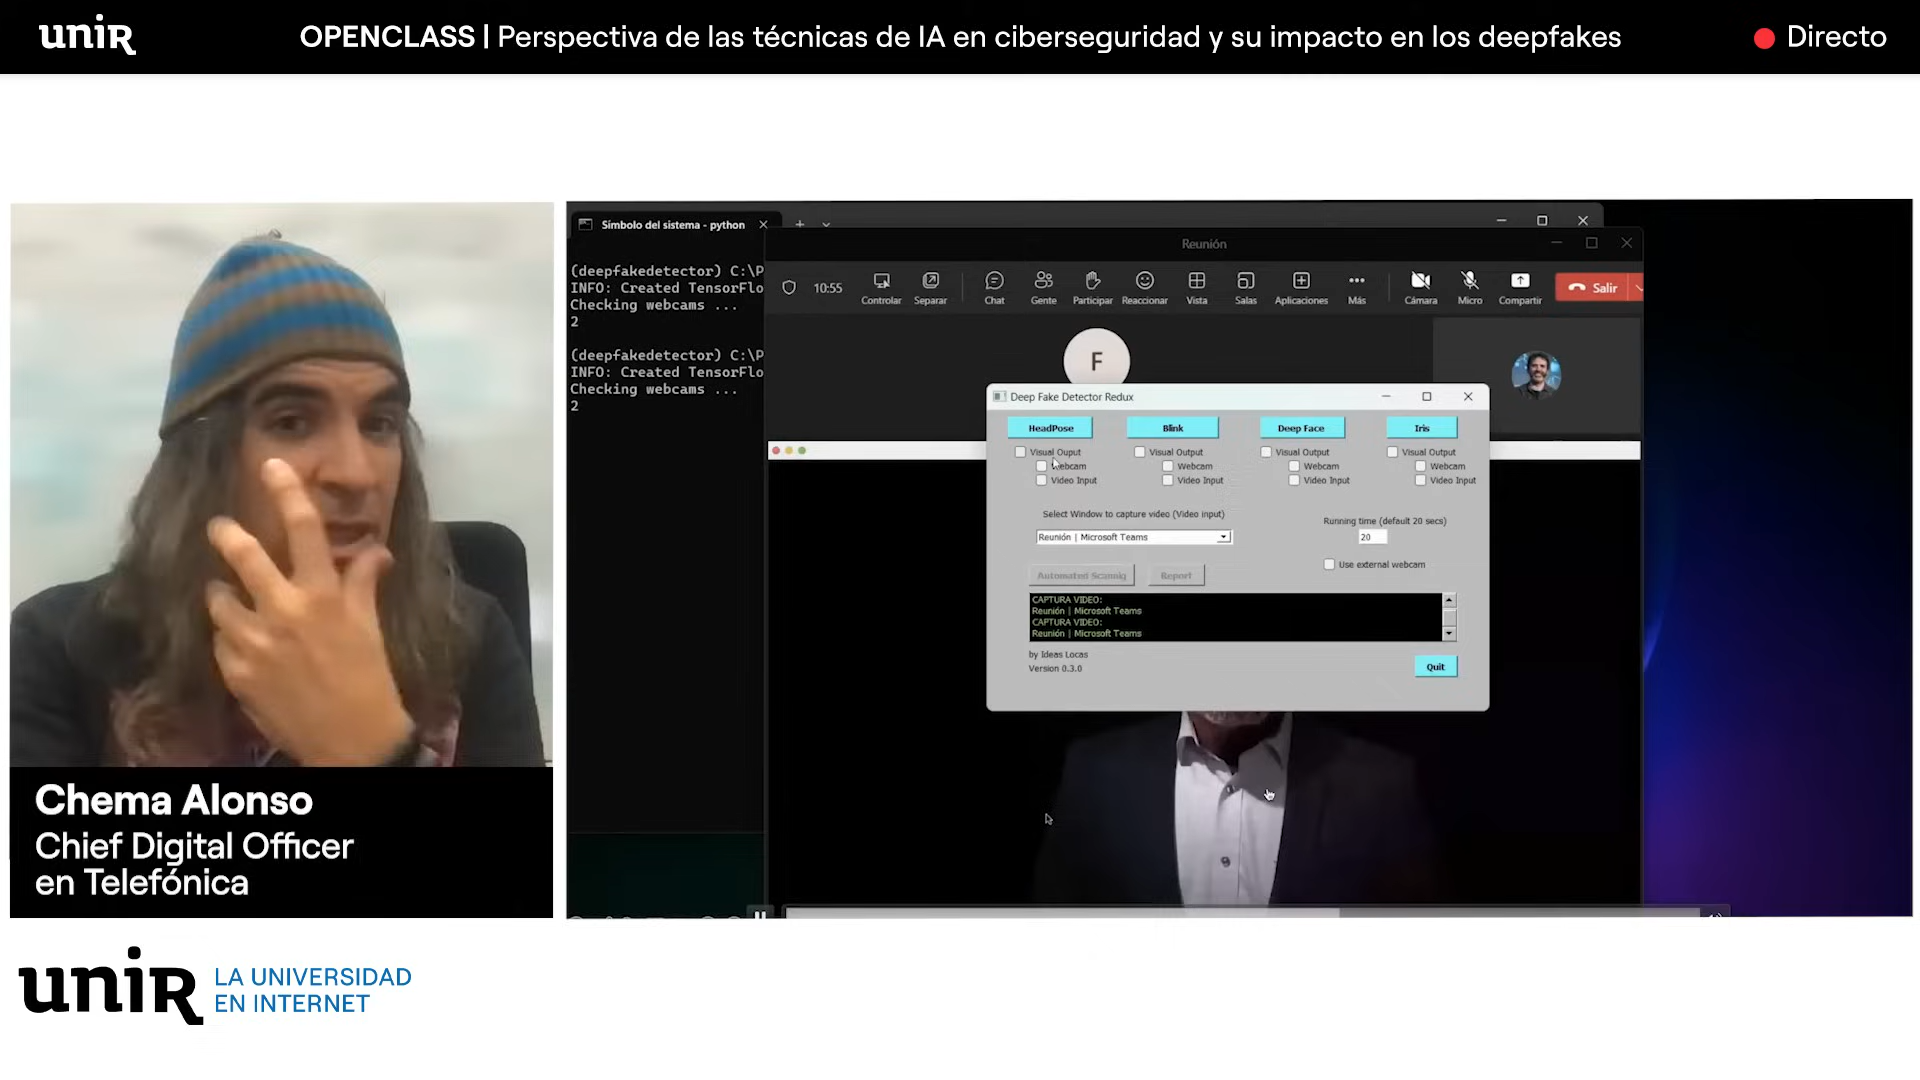 unir
OPENCLASS | Perspectiva de las técnicas de IA en ciberseguridad y su impacto en los deepfakes
Directo
Símbolo del sistema - python
(deepfakedetector) C:\P
INFO: Created TensorFlo
Checking webcams ...
2
(deepfakedetector) C:\P
INFO: Created TensorFlo
Checking webcams ...
2
Reunión
10:55
Controlar
Separar
Chat
Gente
Participar
Reaccionar
Vista
Salas
Aplicaciones
Más
Cámara
Micro
Compartir
Salir
F
Deep Fake Detector Redux
HeadPose
Blink
Deep Face
Iris
Visual Ouput
Visual Output
Visual Output
Visual Output
Webcam
Webcam
Webcam
Webcam
Video Input
Video Input
Video Input
Video Input
Select Window to capture video (Video input)
Running time (default 20 secs)
Reunión | Microsoft Teams
20
Use external webcam
Automated Scannig
Report
CAPTURA VIDEO:
Reunión | Microsoft Teams
CAPTURA VIDEO:
Reunión | Microsoft Teams
by Ideas Locas
Version 0.3.0
Quit
Chema Alonso
Chief Digital Officer
en Telefónica
unir
LA UNIVERSIDAD
EN INTERNET